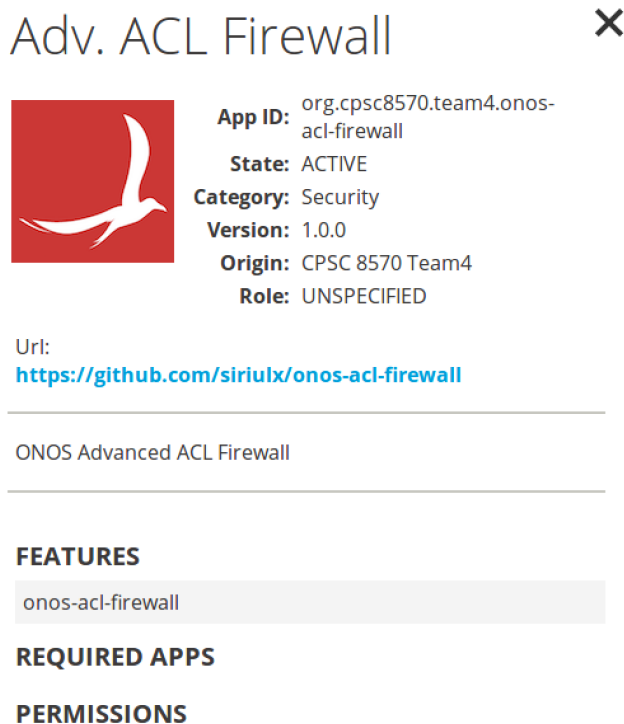 Adv. ACL Firewall
App ID: org.cpsc8570.team4.onos-
acl-firewall
State: ACTIVE
Category: Security
Version: 1.0.0
Origin: CPSC 8570 Team4
Role: UNSPECIFIED
Url:
https://github.com/siriulx/onos-acl-firewall
ONOS Advanced ACL Firewall
FEATURES
onos-acl-firewall
REQUIRED APPS
PERMISSIONS